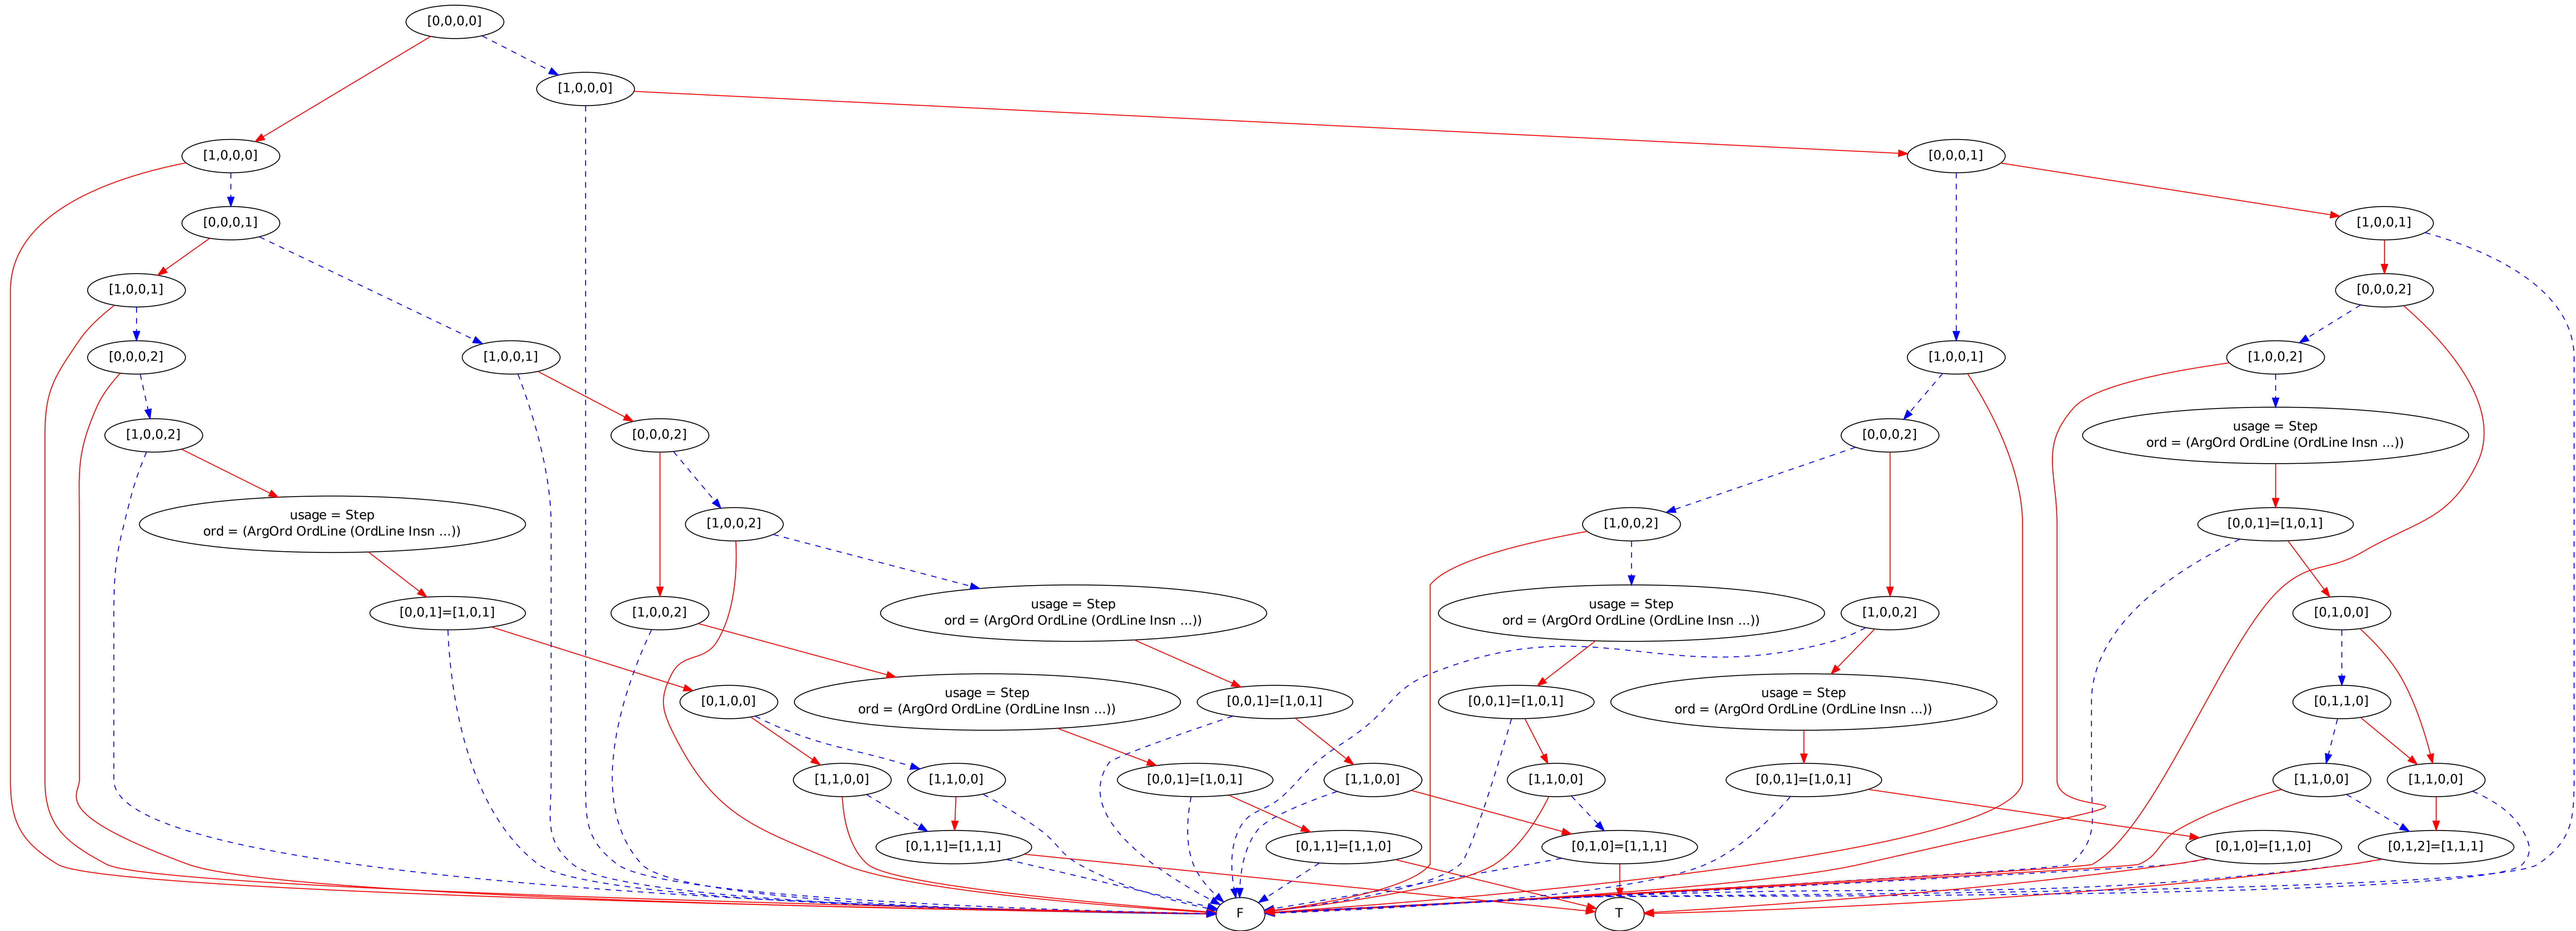 [0,0,0,0]
[1,0,0,0]
[1,0,0,0]
[0,0,0,1]
[0,0,0,1]
[1,0,0,1]
[1,0,0,1]
[0,0,0,2]
[0,0,0,2]
[1,0,0,1]
[1,0,0,1]
[1,0,0,2]
[1,0,0,2]
[0,0,0,2]
[0,0,0,2]
usage = Step
ord = (ArgOrd OrdLine (OrdLine Insn ...))
usage = Step
ord = (ArgOrd OrdLine (OrdLine Insn ...))
[1,0,0,2]
[1,0,0,2]
[0,0,1]=[1,0,1]
[0,0,1]=[1,0,1]
[1,0,0,2]
usage = Step
ord = (ArgOrd OrdLine (OrdLine Insn ...))
usage = Step
ord = (ArgOrd OrdLine (OrdLine Insn ...))
[1,0,0,2]
[0,1,0,0]
[0,1,0,0]
usage = Step
ord = (ArgOrd OrdLine (OrdLine Insn ...))
[0,0,1]=[1,0,1]
[0,0,1]=[1,0,1]
usage = Step
ord = (ArgOrd OrdLine (OrdLine Insn ...))
[0,1,1,0]
[1,1,0,0]
[1,1,0,0]
[0,0,1]=[1,0,1]
[1,1,0,0]
[1,1,0,0]
[0,0,1]=[1,0,1]
[1,1,0,0]
[1,1,0,0]
[0,1,1]=[1,1,1]
[0,1,1]=[1,1,0]
[0,1,0]=[1,1,1]
[0,1,0]=[1,1,0]
[0,1,2]=[1,1,1]
F
T